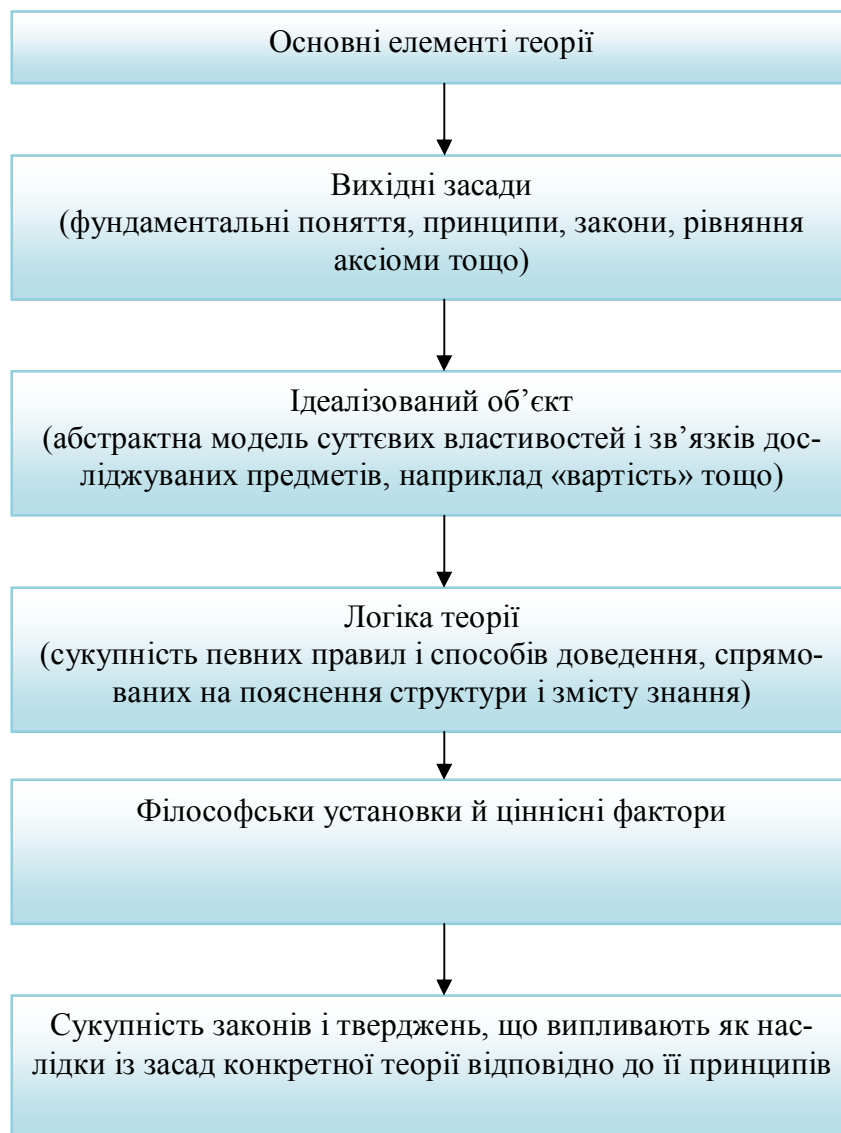 Основні елементі теорії
Вихідні засади
(фундаментальні поняття, принципи, закони, рівняння
аксіоми тощо)
Ідеалізований об’єкт
(абстрактна модель суттєвих властивостей і зв’язків дос-
ліджуваних предметів, наприклад «вартість» тощо)
Логіка теорії
(сукупність певних правил і способів доведення, спрямо-
ваних на пояснення структури і змісту знання)
Філософськи установки й ціннісні фактори
Сукупність законів і тверджень, що випливають як нас-
лідки із засад конкретної теорії відповідно до її принципів